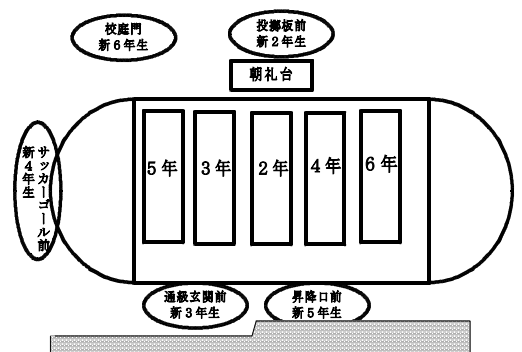 校庭門
新６年生
投擲板前
新２年生
朝礼台
サッカーゴール前
新４年生
５年
３年
２年
４年
６年
通級玄関前
新３年生
昇降口前
新５年生